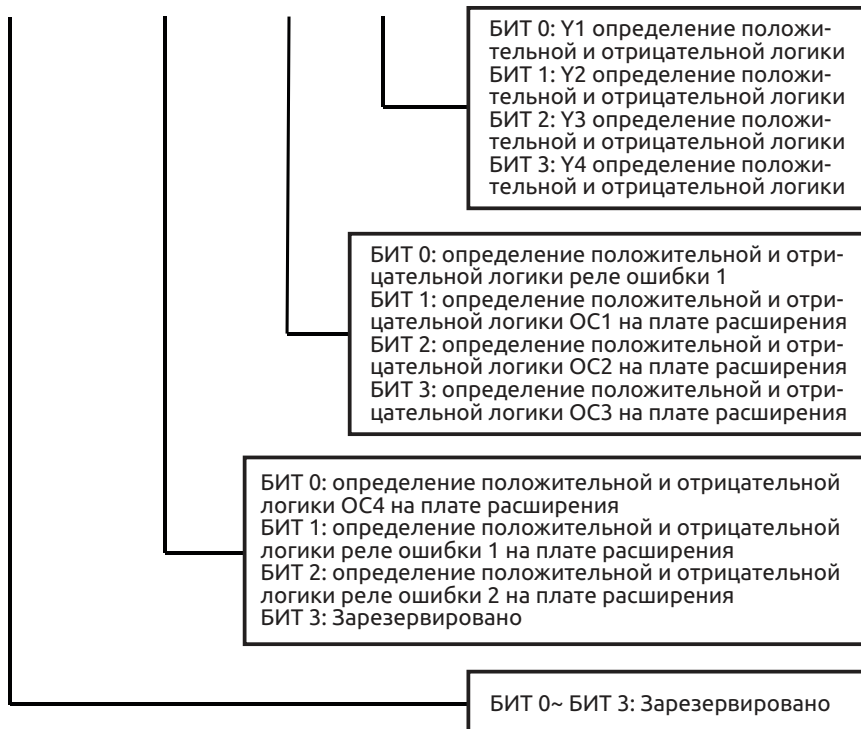 БИТ 0: Y1 определение положи-
тельной и отрицательной логики
БИТ 1: Y2 определение положи-
тельной и отрицательной логики
БИТ 2: Y3 определение положи-
тельной и отрицательной логики
БИТ 3: Y4 определение положи-
тельной и отрицательной логики
БИТ 0: определение положительной и отри-
цательной логики реле ошибки 1
БИТ 1: определение положительной и отри-
цательной логики ОС1 на плате расширения
БИТ 2: определение положительной и отри-
цательной логики ОС2 на плате расширения
БИТ 3: определение положительной и отри-
цательной логики ОС3 на плате расширения
БИТ 0: определение положительной и отрицательной
логики ОС4 на плате расширения
БИТ 1: определение положительной и отрицательной
логики реле ошибки 1 на плате расширения
БИТ 2: определение положительной и отрицательной
логики реле ошибки 2 на плате расширения
БИТ 3: Зарезервировано
БИТ 0~ БИТ 3: Зарезервировано